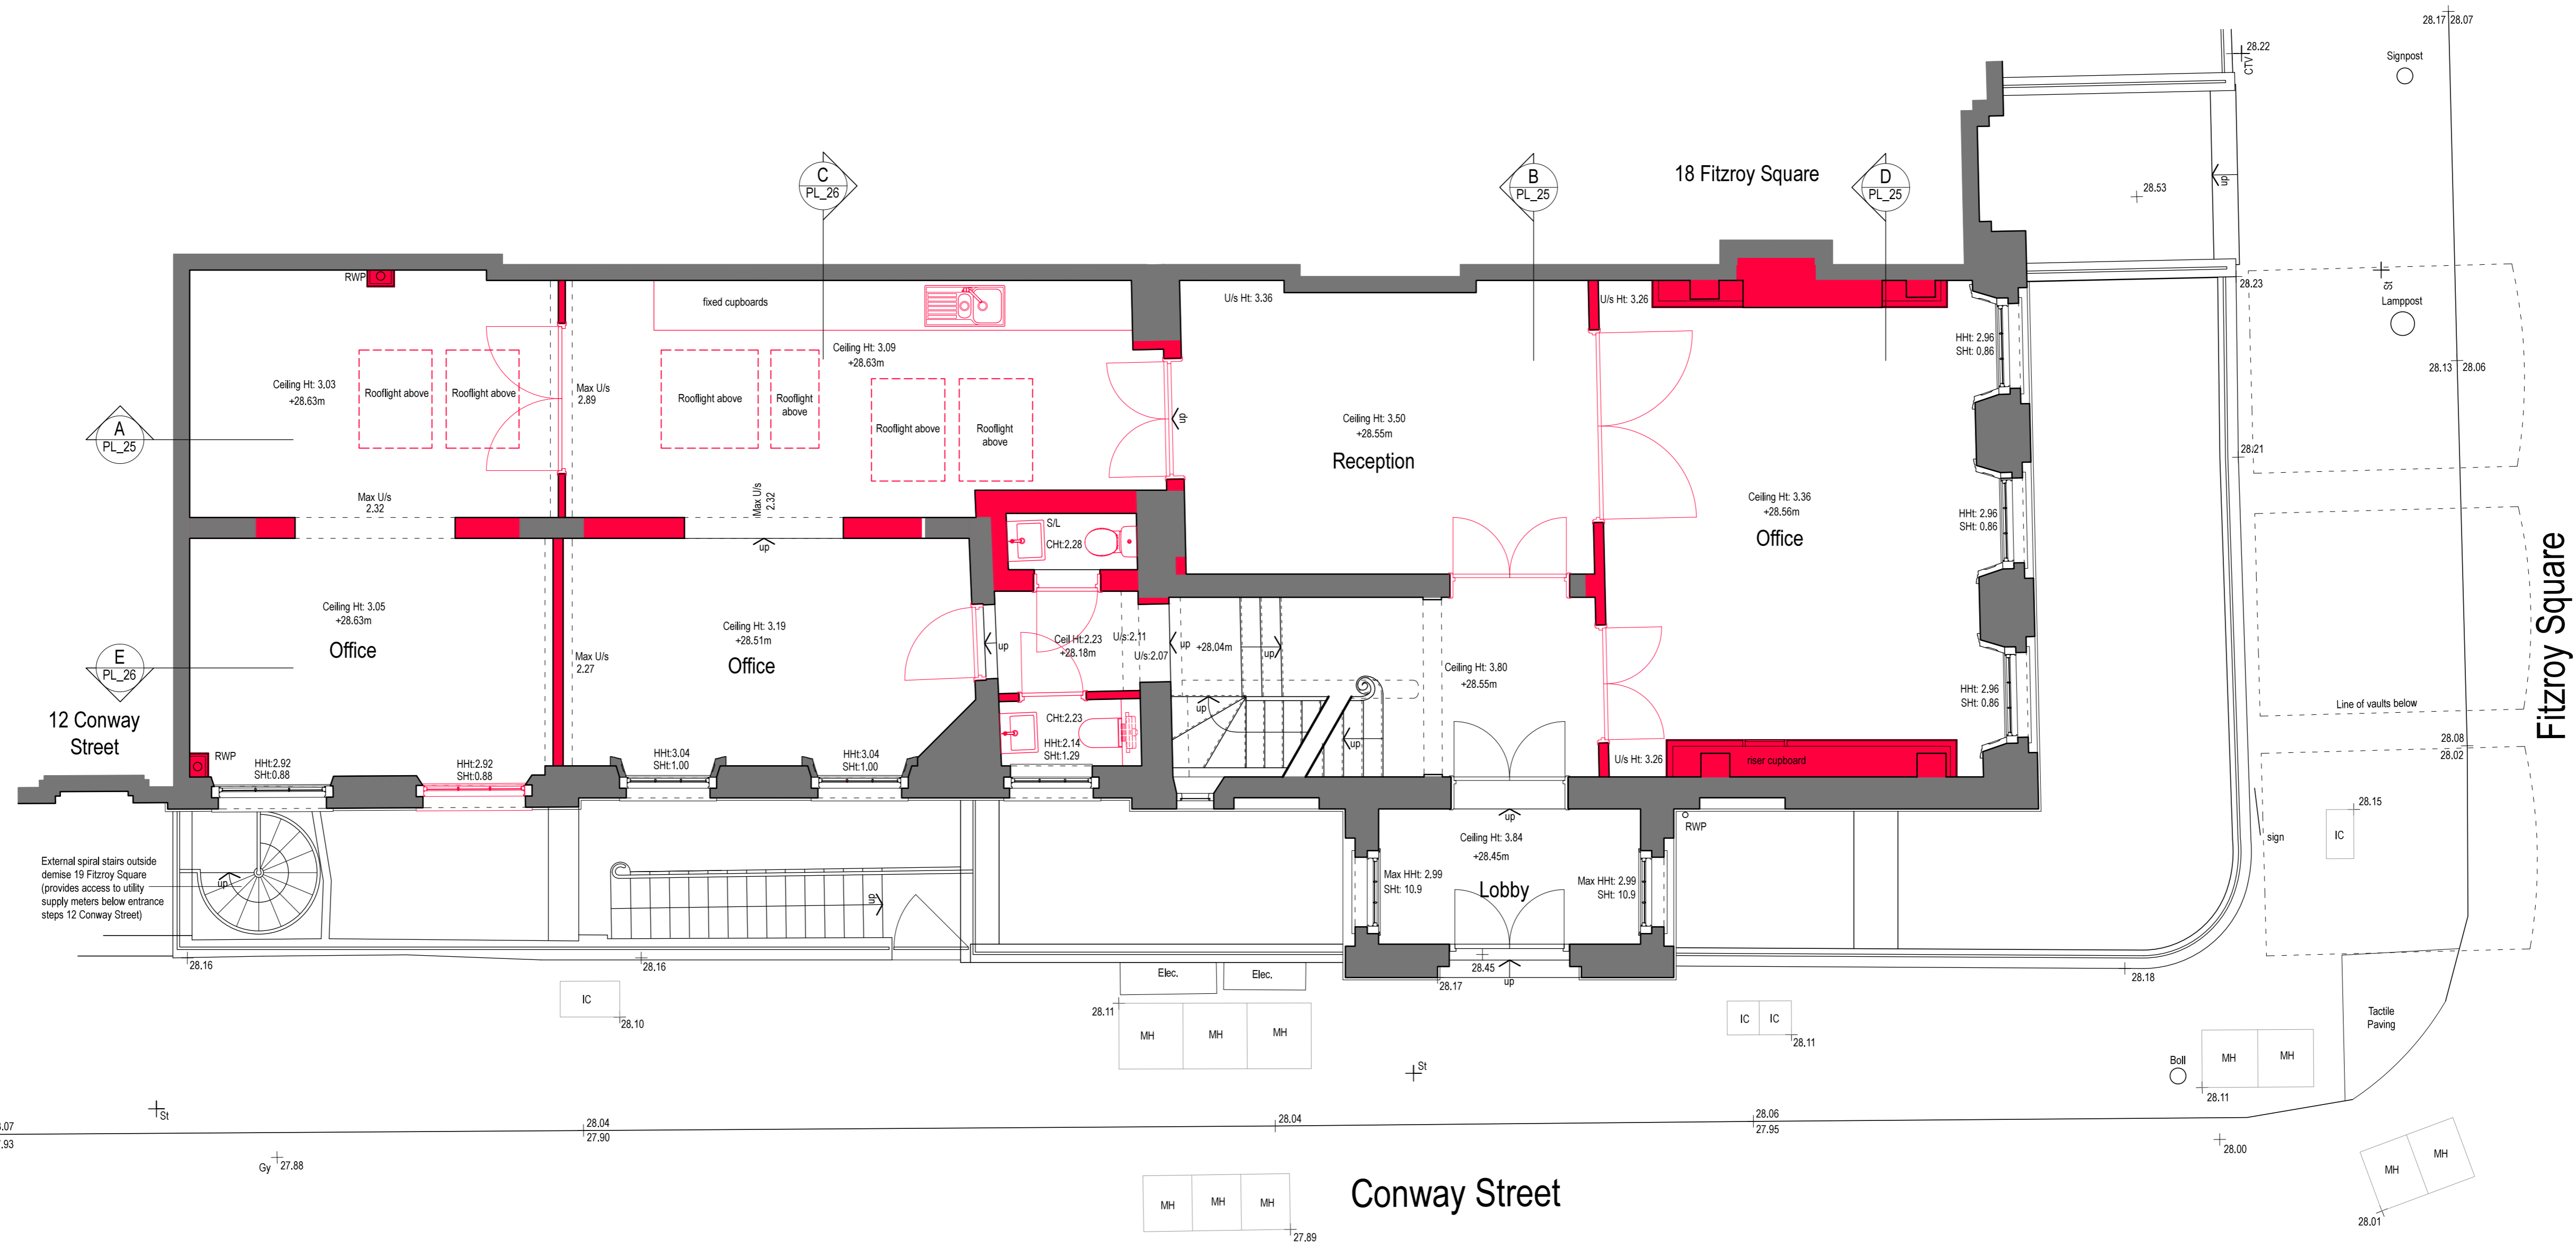 28.17 28.07
28.22
CTV
Signpost
C
PL_26
B
PL_25
D
PL_25
18 Fitzroy Square
up
28.53
RWP
fixed cupboards
U/s Ht: 3.36
U/s Ht: 3.26
28.23
St
Lamppost
Ceiling Ht: 3.03
+28.63m
Rooflight above
Rooflight above
Max U/s
2.89
Ceiling Ht: 3.09
+28.63m
Rooflight above
Rooflight
above
Rooflight above
Rooflight
above
up
HHt: 2.96
SHt: 0.86
28.13 28.06
A
PL_25
Ceiling Ht: 3.50
+28.55m
Reception
28.21
Max U/s
2.32
Max U/s
2.32
Ceiling Ht: 3.36
+28.56m
Office
HHt: 2.96
SHt: 0.86
S/L
CHt:2.28
up
Fitzroy Square
Ceiling Ht: 3.05
+28.63m
Office
Ceiling Ht: 3.19
+28.51m
Office
up
Ceil Ht:2.23
+28.18m
U/s:2.11
U/s:2.07
up
+28.04m
up
E
PL_26
Max U/s
2.27
Ceiling Ht: 3.80
+28.55m
HHt: 2.96
SHt: 0.86
12 Conway
Street
up
CHt:2.23
HHt:2.14
SHt:1.29
up
Line of vaults below
28.08
28.02
RWP
HHt:2.92
SHt:0.88
HHt:2.92
SHt:0.88
HHt:3.04
SHt:1.00
HHt:3.04
SHt:1.00
U/s Ht: 3.26
riser cupboard
28.15
IC
sign
up
RWP
Ceiling Ht: 3.84
+28.45m
Lobby
Max HHt: 2.99
SHt: 10.9
Max HHt: 2.99
SHt: 10.9
External spiral stairs outside
demise 19 Fitzroy Square
(provides access to utility
supply meters below entrance
steps 12 Conway Street)
up
up
28.16
28.16
Elec.
Elec.
28.45
up
28.17
28.18
IC
28.10
28.11
MH
MH
MH
IC
IC
28.11
Tactile
Paving
St
Boll
MH
MH
28.11
St
3.07
7.93
28.04
27.90
28.04
28.06
27.95
28.00
Gy
27.88
MH
MH
MH
27.89
Conway Street
MH
MH
28.01